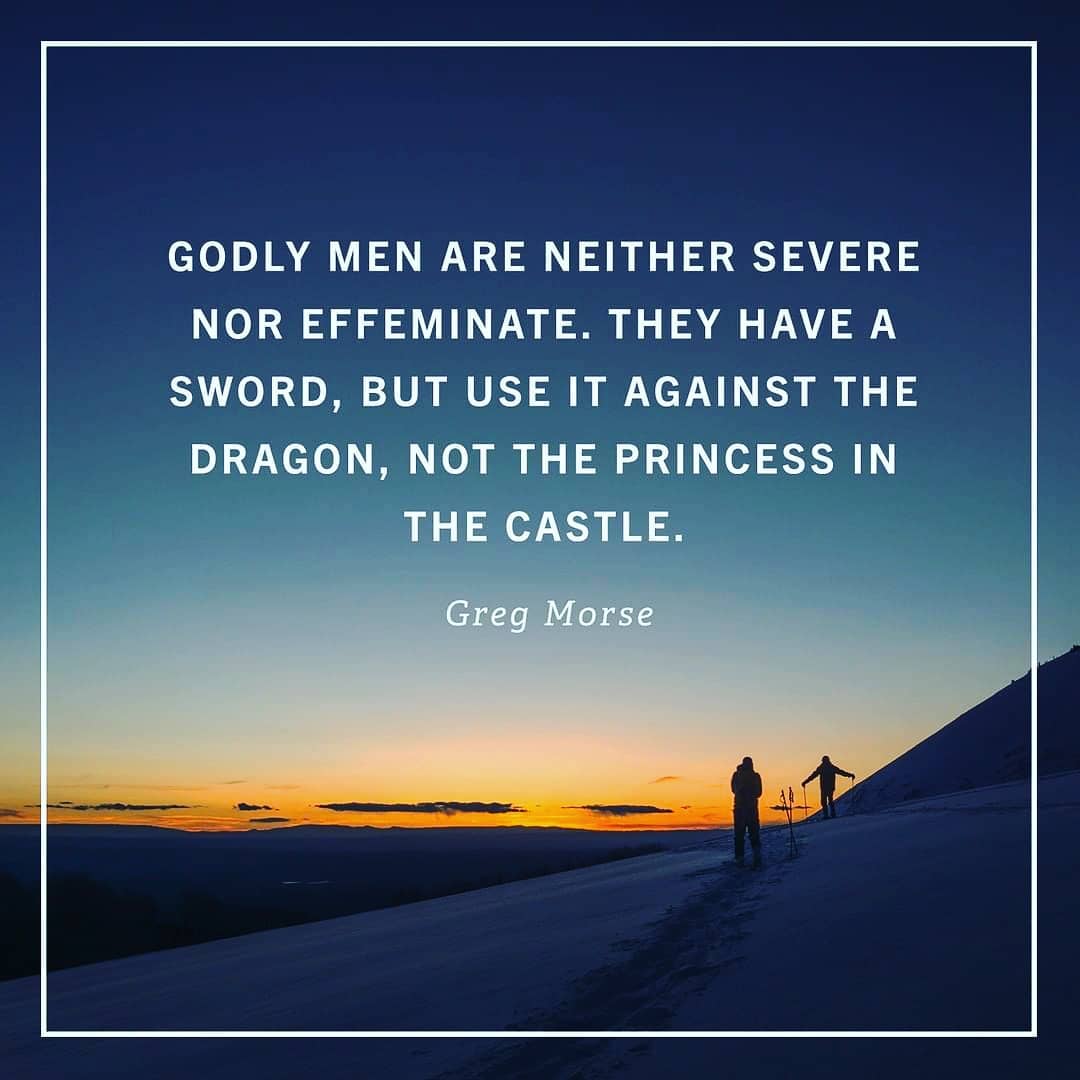 GODLY MEN ARE NEITHER SEVERE
NOR EFFEMINATE. THEY HAVE A
SWORD, BUT USE IT AGAINST THE
DRAGON, NOT THE PRINCESS IN
THE CASTLE.
Greg Morse